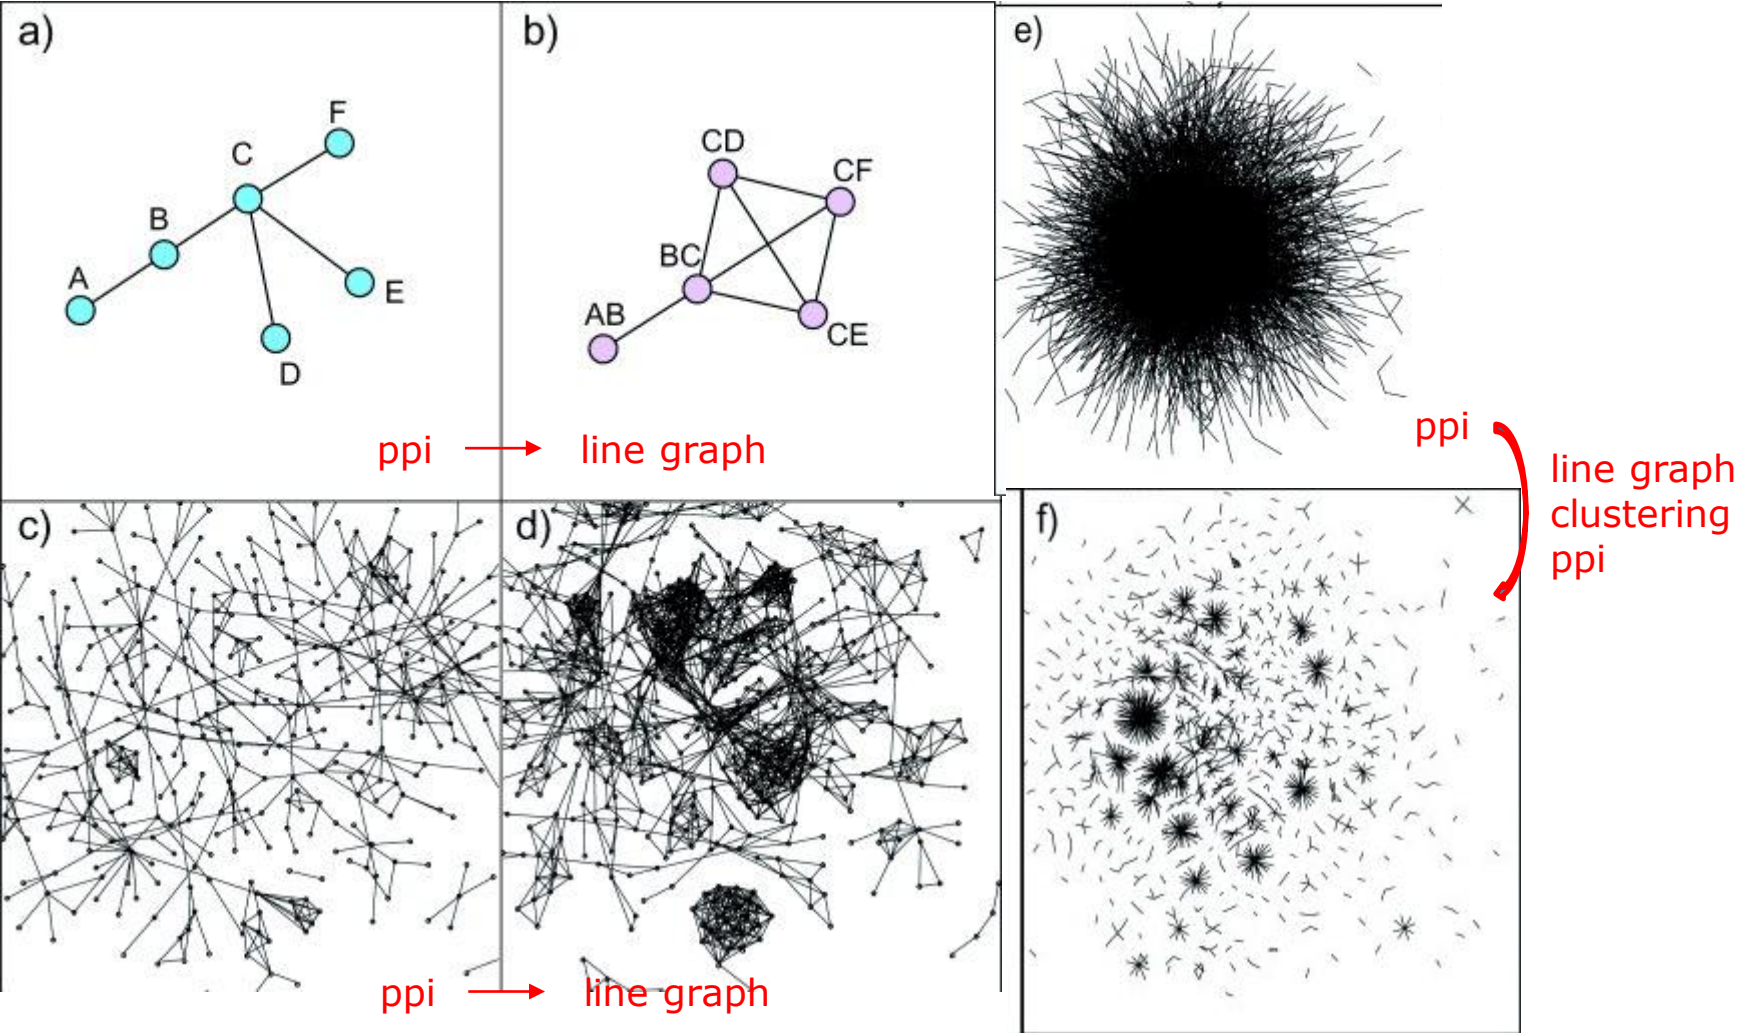 a)
F
C
B
A
E
D
b)
CD
CF
BC
AB
CE
ppi
line graph
e)
ppi
line graph
clustering
ppi
c)
d)
f)
ppi
line graph